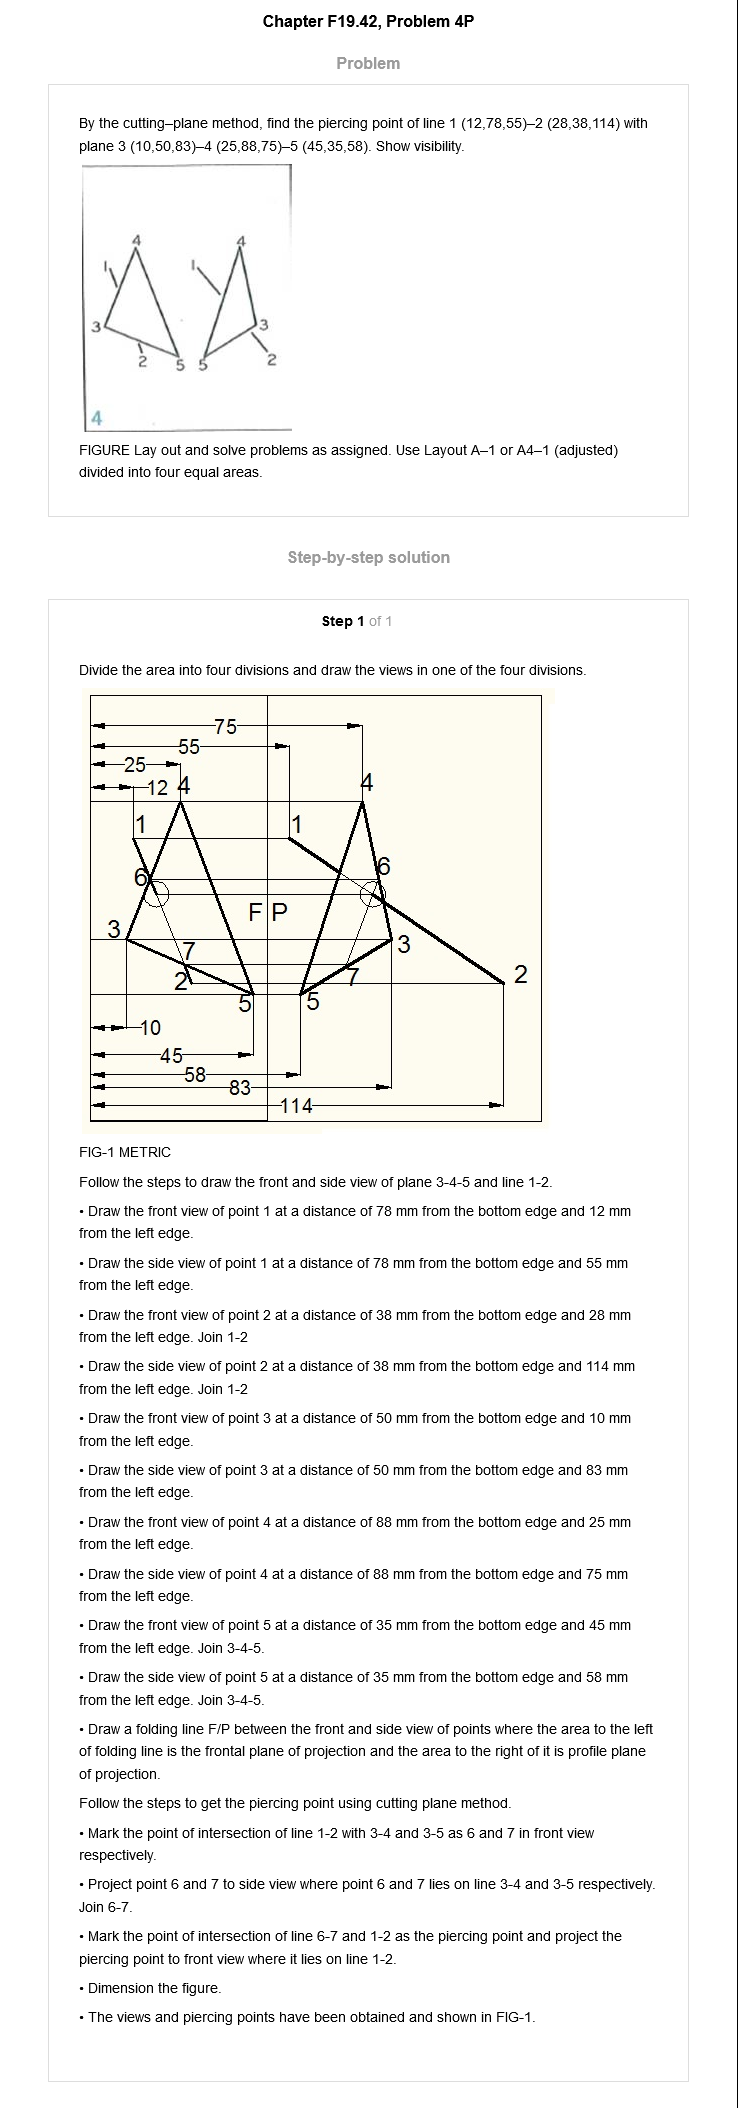 Chapter F19.42, Problem 4P
Problem
By the cutting–plane method, find the piercing point of line 1 (12,78,55)–2 (28,38,114) with
plane 3 (10,50,83)–4 (25,88,75)–5 (45,35,58). Show visibility.
4 4
1 1
3 3
2 5 5 2
4
FIGURE Lay out and solve problems as assigned. Use Layout A–1 or A4–1 (adjusted)
divided into four equal areas.
Step-by-step solution
Step 1 of 1
Divide the area into four divisions and draw the views in one of the four divisions.
75
55
25
12 4 4
1 1
6 6
F P
3 3
7
2 7 2
5 5
10
45
58
83
114
FIG-1 METRIC
Follow the steps to draw the front and side view of plane 3-4-5 and line 1-2.
• Draw the front view of point 1 at a distance of 78 mm from the bottom edge and 12 mm
from the left edge.
• Draw the side view of point 1 at a distance of 78 mm from the bottom edge and 55 mm
from the left edge.
• Draw the front view of point 2 at a distance of 38 mm from the bottom edge and 28 mm
from the left edge. Join 1-2
• Draw the side view of point 2 at a distance of 38 mm from the bottom edge and 114 mm
from the left edge. Join 1-2
• Draw the front view of point 3 at a distance of 50 mm from the bottom edge and 10 mm
from the left edge.
• Draw the side view of point 3 at a distance of 50 mm from the bottom edge and 83 mm
from the left edge.
• Draw the front view of point 4 at a distance of 88 mm from the bottom edge and 25 mm
from the left edge.
• Draw the side view of point 4 at a distance of 88 mm from the bottom edge and 75 mm
from the left edge.
• Draw the front view of point 5 at a distance of 35 mm from the bottom edge and 45 mm
from the left edge. Join 3-4-5.
• Draw the side view of point 5 at a distance of 35 mm from the bottom edge and 58 mm
from the left edge. Join 3-4-5.
• Draw a folding line F/P between the front and side view of points where the area to the left
of folding line is the frontal plane of projection and the area to the right of it is profile plane
of projection.
Follow the steps to get the piercing point using cutting plane method.
• Mark the point of intersection of line 1-2 with 3-4 and 3-5 as 6 and 7 in front view
respectively.
• Project point 6 and 7 to side view where point 6 and 7 lies on line 3-4 and 3-5 respectively.
Join 6-7.
• Mark the point of intersection of line 6-7 and 1-2 as the piercing point and project the
piercing point to front view where it lies on line 1-2.
• Dimension the figure.
• The views and piercing points have been obtained and shown in FIG-1.